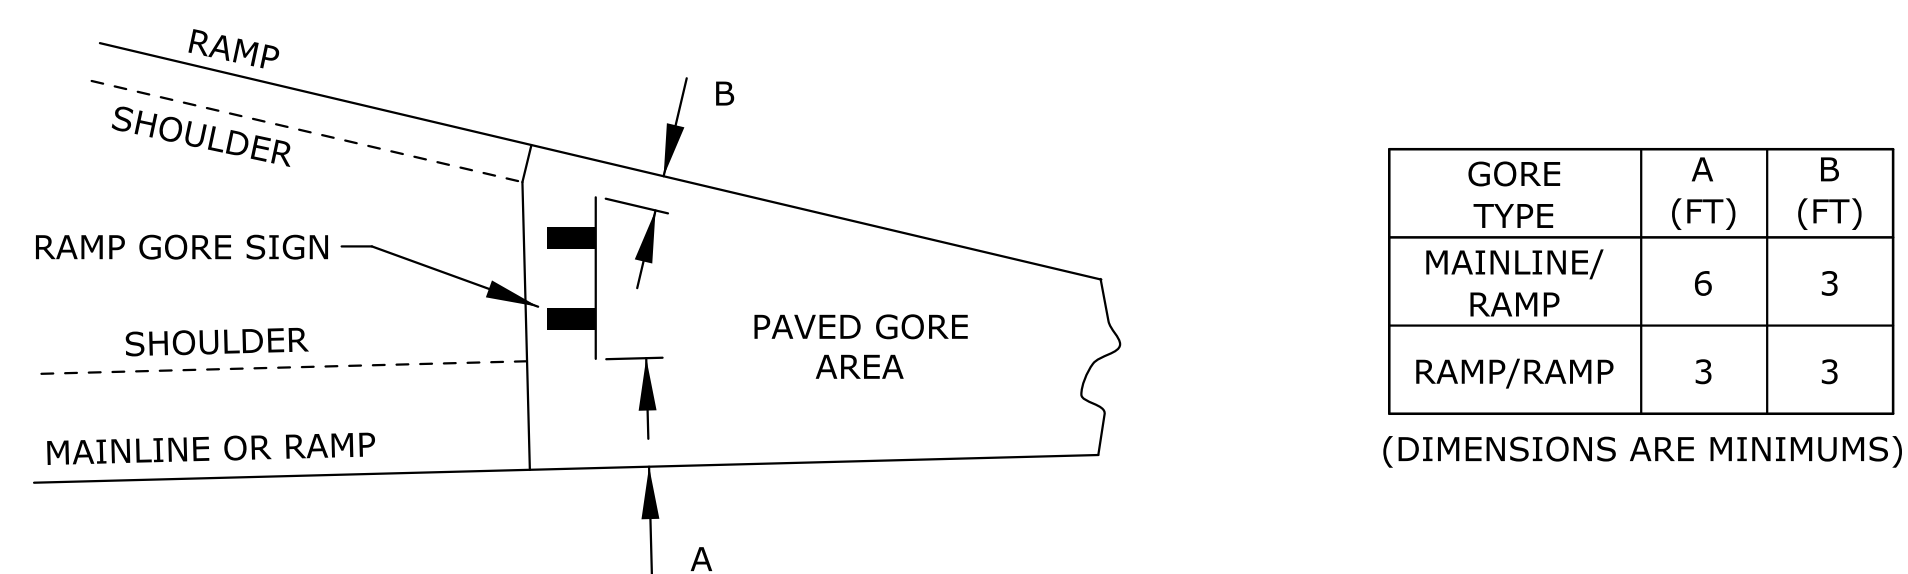 RAMP
SHOULDER
B
RAMP GORE SIGN
SHOULDER
PAVED GORE
AREA
MAINLINE OR RAMP
A
GORE
TYPE
A
(FT)
B
(FT)
MAINLINE/
RAMP
6
3
RAMP/RAMP
3
3
(DIMENSIONS ARE MINIMUMS)